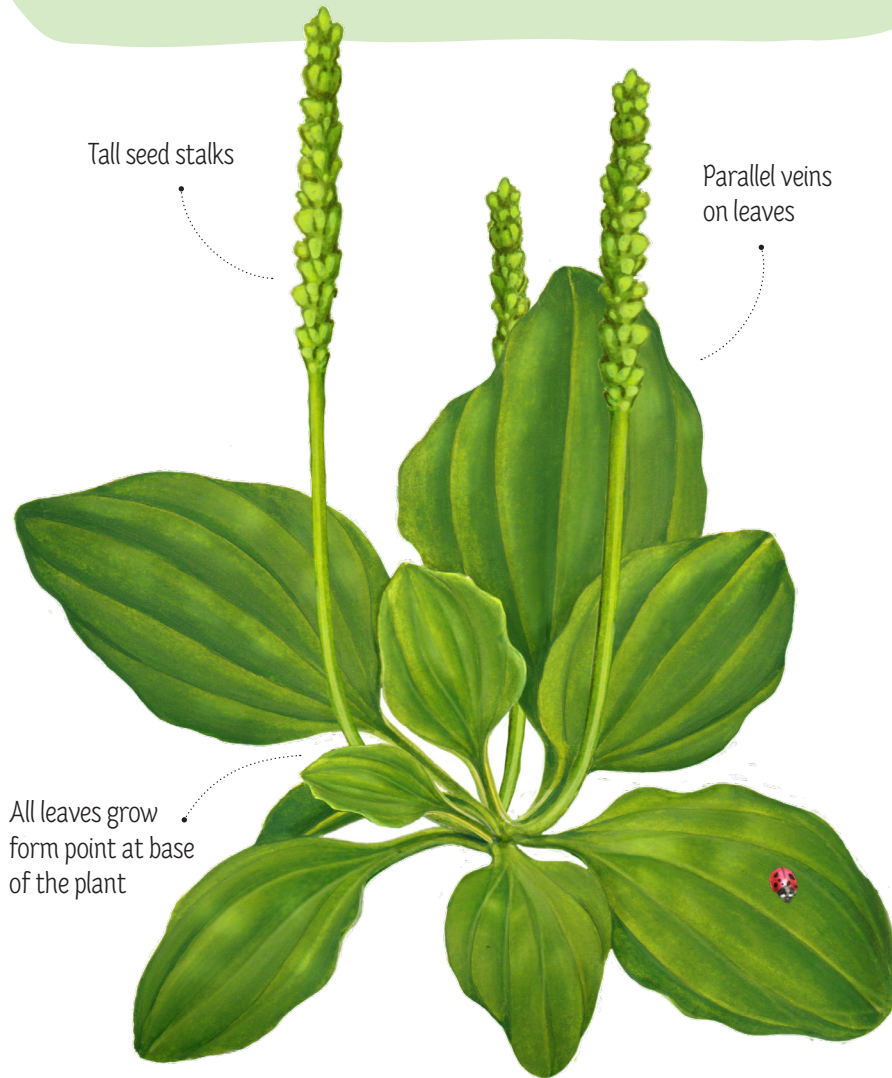 Tall seed stalks
Parallel veins
on leaves
All leaves grow
form point at base
of the plant